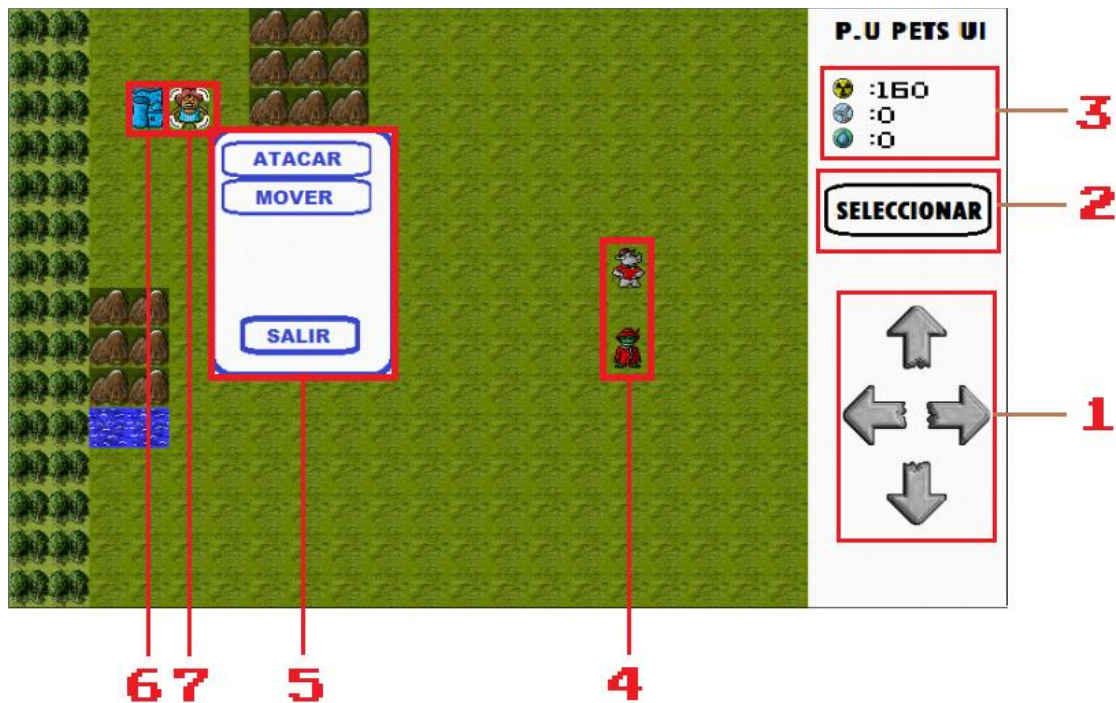 P.U PETS UI
:160
:0
:0
3
SELECCIONAR
2
ATACAR
MOVER
SALIR
1
6
7
5
4